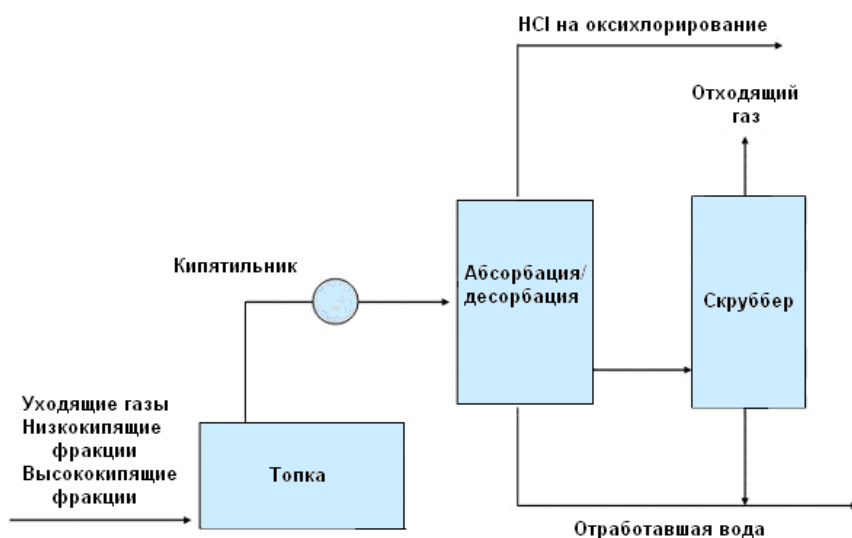 HCl на оксихлорирование
Отходящий
газ
Кипятильник
Абсорбация/
десорбация
Скруббер
Уходящие газы
Низкокипящие
фракции
Высококипящие
фракции
Топка
Отработавшая вода